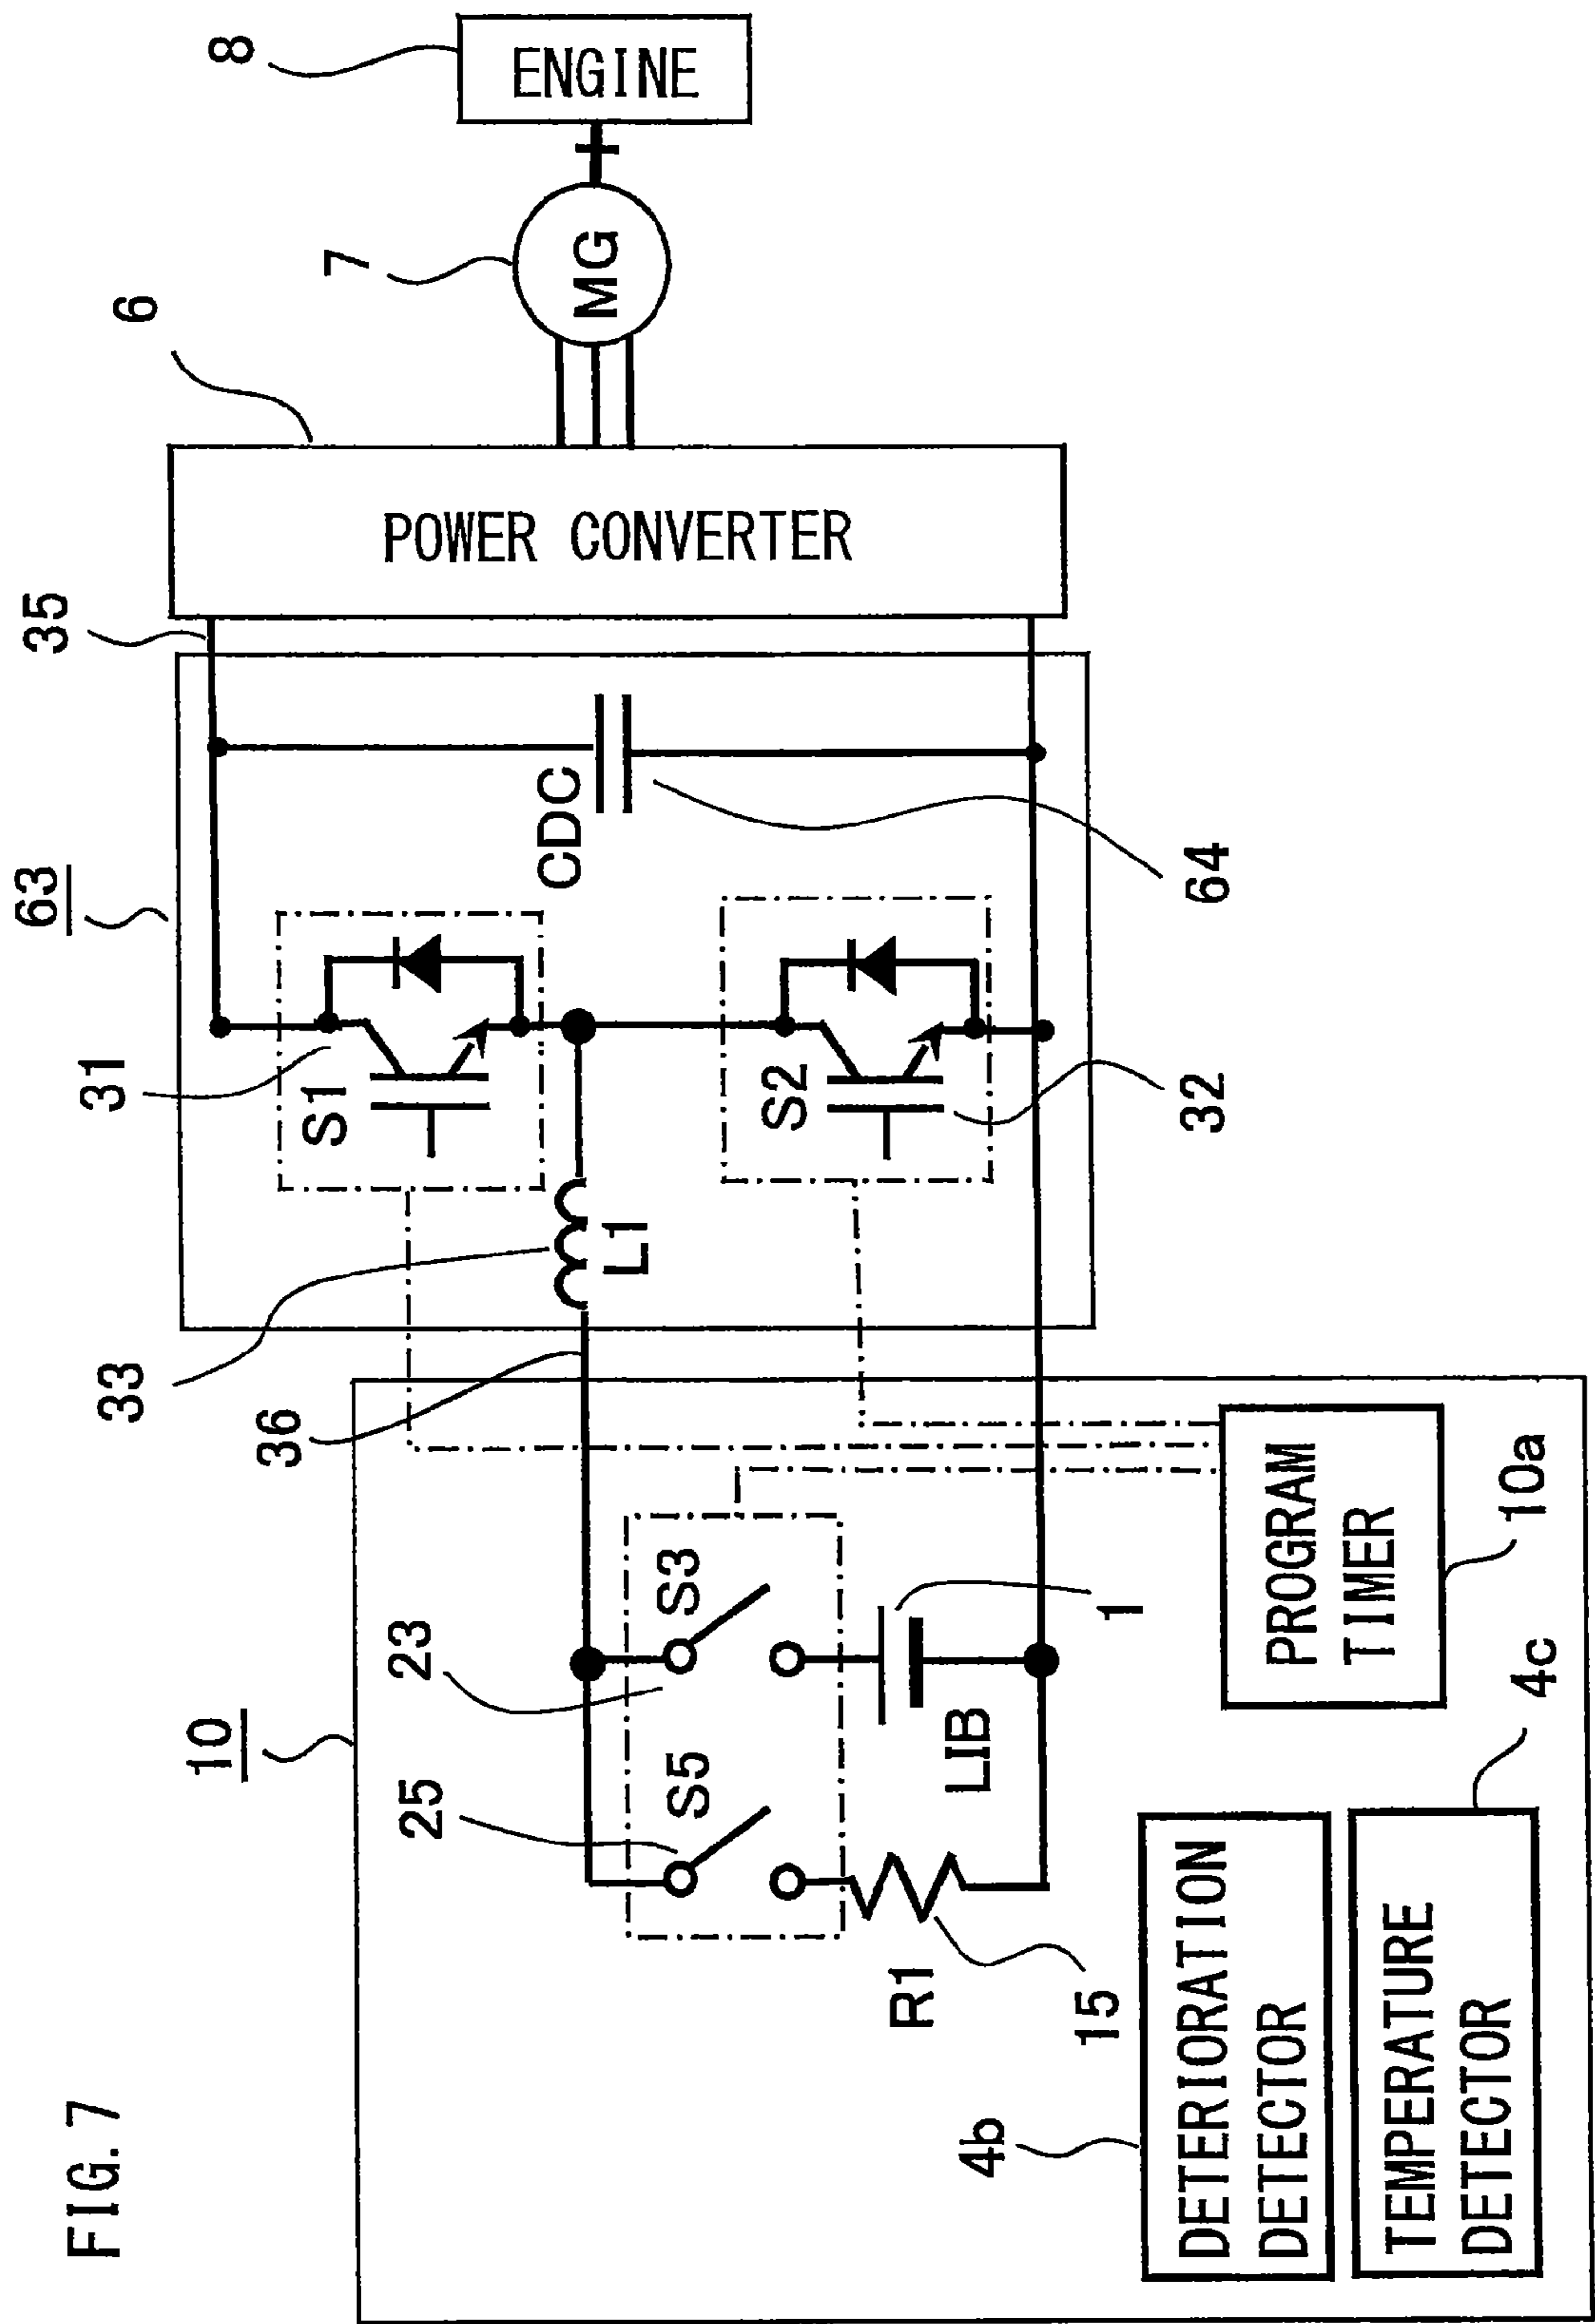 FIG. 7
10
25
S5
23
S3
R1
15
LIB
1
4b
DETERIORATION
DETECTOR
TEMPERATURE
DETECTOR
4c
PROGRAM
TIMER
10a
36
33
L1
63
31
S1
S2
32
CDC
64
35
POWER CONVERTER
6
7
MG
8
ENGINE